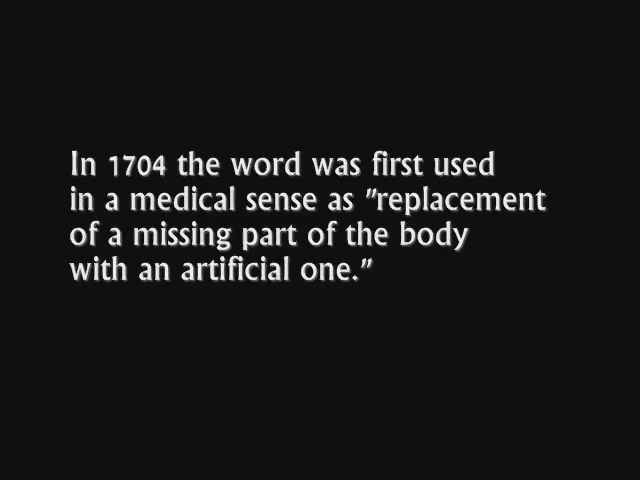 In 1704 the word was first used
in a medical sense as "replacement
of a missing part of the body
with an artificial one."